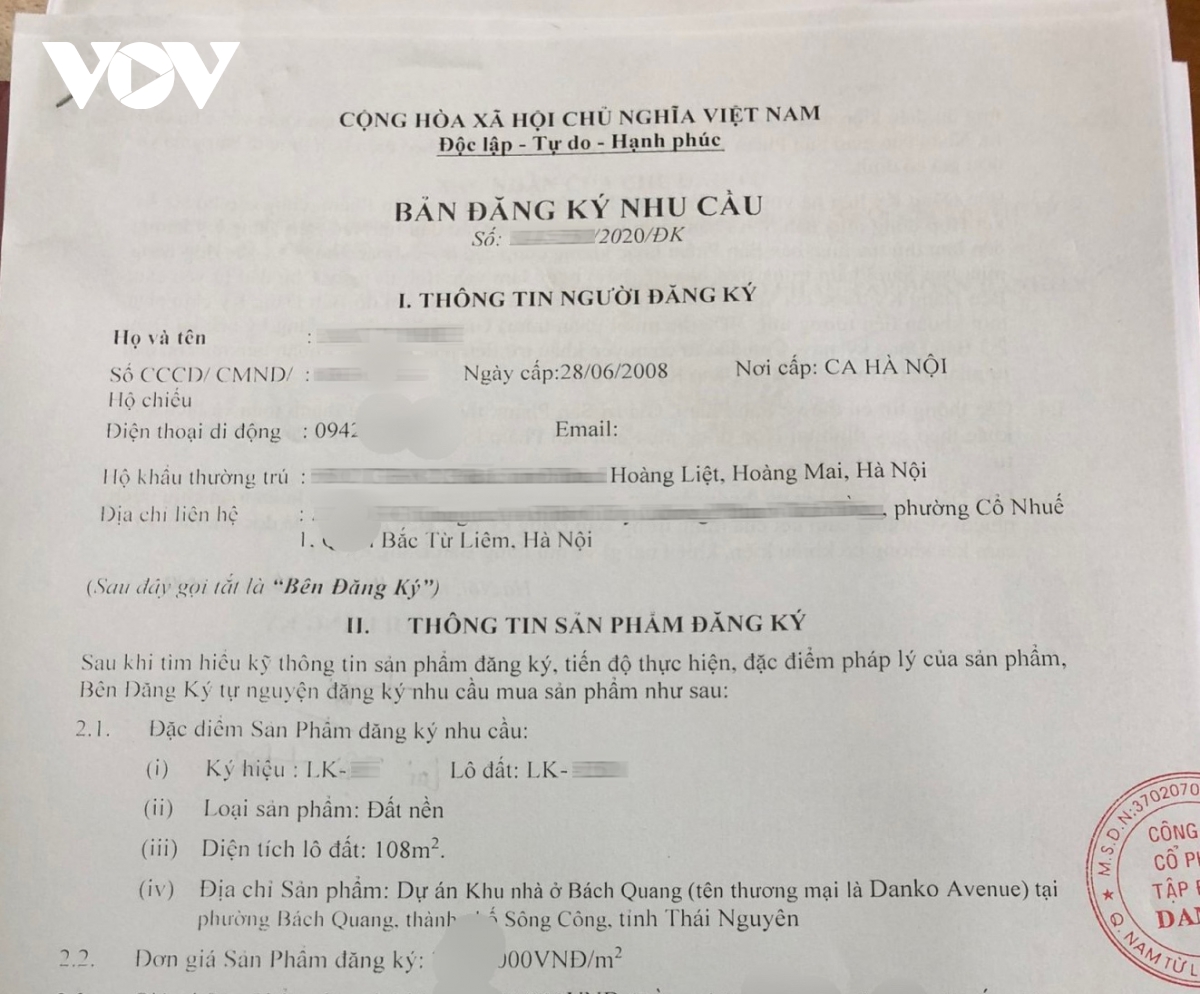 VOV
CỘNG HÒA XÃ HỘI CHỦ NGHĨA VIỆT NAM
Độc lập - Tự do - Hạnh phúc
BẢN ĐĂNG KÝ NHU CẦU
Số: /2020/ĐK
I. THÔNG TIN NGƯỜI ĐĂNG KÝ
Họ và tên :
Số CCCD/ CMND/ : Ngày cấp:28/06/2008 Nơi cấp: CA HÀ NỘI
Hộ chiếu
Điện thoại di động : 0942 Email:
Hộ khẩu thường trú : Hoàng Liệt, Hoàng Mai, Hà Nội
Địa chỉ liên hệ : , phường Cổ Nhuế
1, Bắc Từ Liêm, Hà Nội
(Sau đây gọi tắt là “Bên Đăng Ký”)
II. THÔNG TIN SẢN PHẨM ĐĂNG KÝ
Sau khi tìm hiểu kỹ thông tin sản phẩm đăng ký, tiến độ thực hiện, đặc điểm pháp lý của sản phẩm,
Bên Đăng Ký tự nguyện đăng ký nhu cầu mua sản phẩm như sau:
2.1. Đặc điểm Sản Phẩm đăng ký nhu cầu:
(i) Ký hiệu : LK- Lô đất: LK-
(ii) Loại sản phẩm: Đất nền
(iii) Diện tích lô đất: 108m².
(iv) Địa chỉ Sản phẩm: Dự án Khu nhà ở Bách Quang (tên thương mại là Danko Avenue) tại
phường Bách Quang, thành Sông Công, tỉnh Thái Nguyên
2.2. Đơn giá Sản Phẩm đăng ký: 000VNĐ/m²
M.S.D.N:3702070
CÔNG
CỔ PH
TẬP
DAN
Q. NAM TỪ L